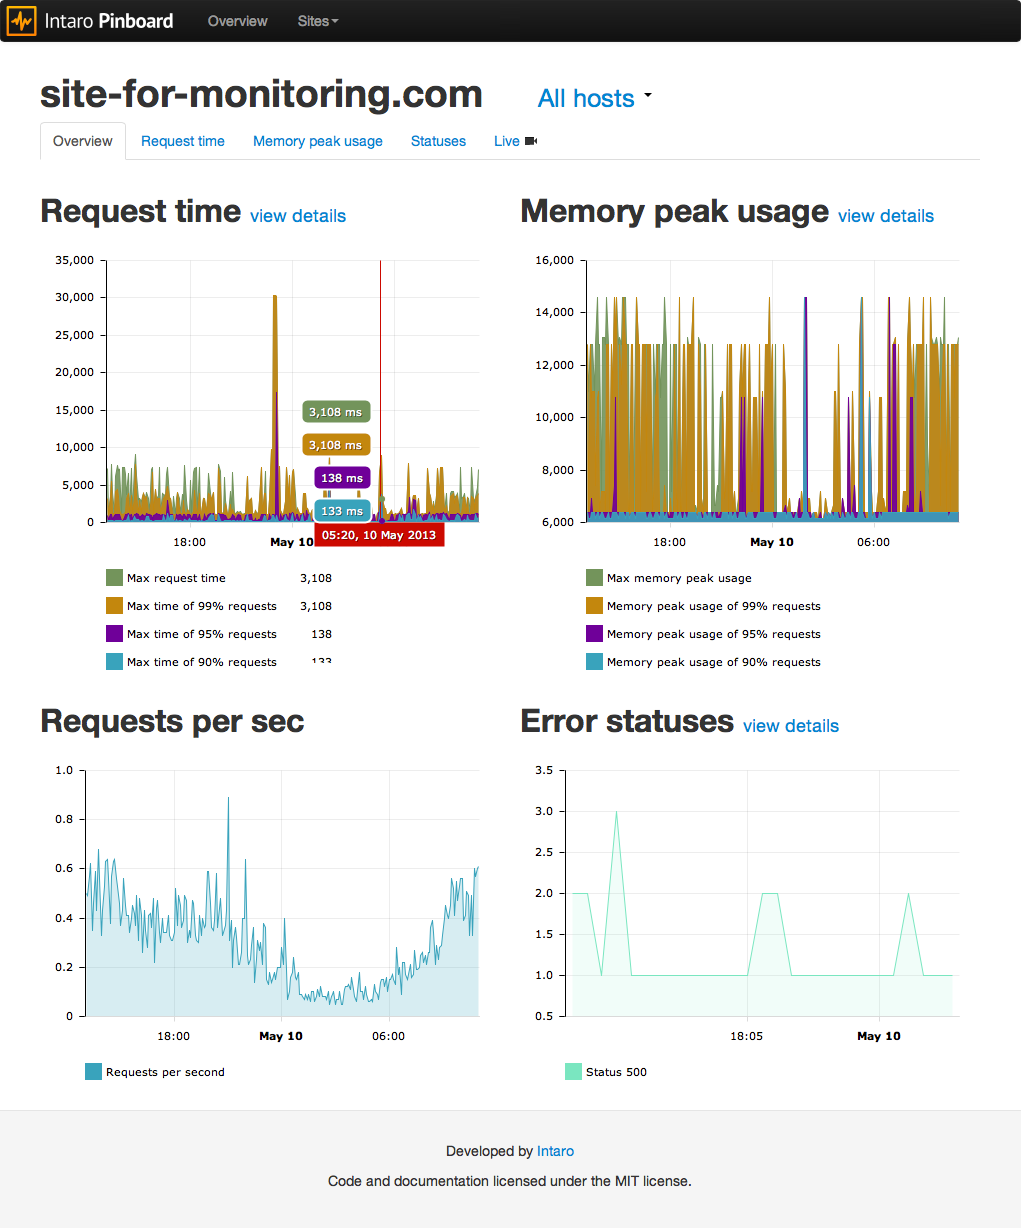 Intaro Pinboard Overview Sites
site-for-monitoring.com All hosts
Overview Request time Memory peak usage Statuses Live
Request time view details
35,000
30,000
25,000
20,000
15,000
10,000
5,000
0
3,108 ms
3,108 ms
138 ms
133 ms
18:00 May 10
05:20, 10 May 2013
Max request time 3,108
Max time of 99% requests 3,108
Max time of 95% requests 138
Max time of 90% requests 133
Memory peak usage view details
16,000
14,000
12,000
10,000
8,000
6,000
18:00 May 10 06:00
Max memory peak usage
Memory peak usage of 99% requests
Memory peak usage of 95% requests
Memory peak usage of 90% requests
Requests per sec
1.0
0.8
0.6
0.4
0.2
0
18:00 May 10 06:00
Requests per second
Error statuses view details
3.5
3.0
2.5
2.0
1.5
1.0
0.5
18:05 May 10
Status 500
Developed by Intaro
Code and documentation licensed under the MIT license.